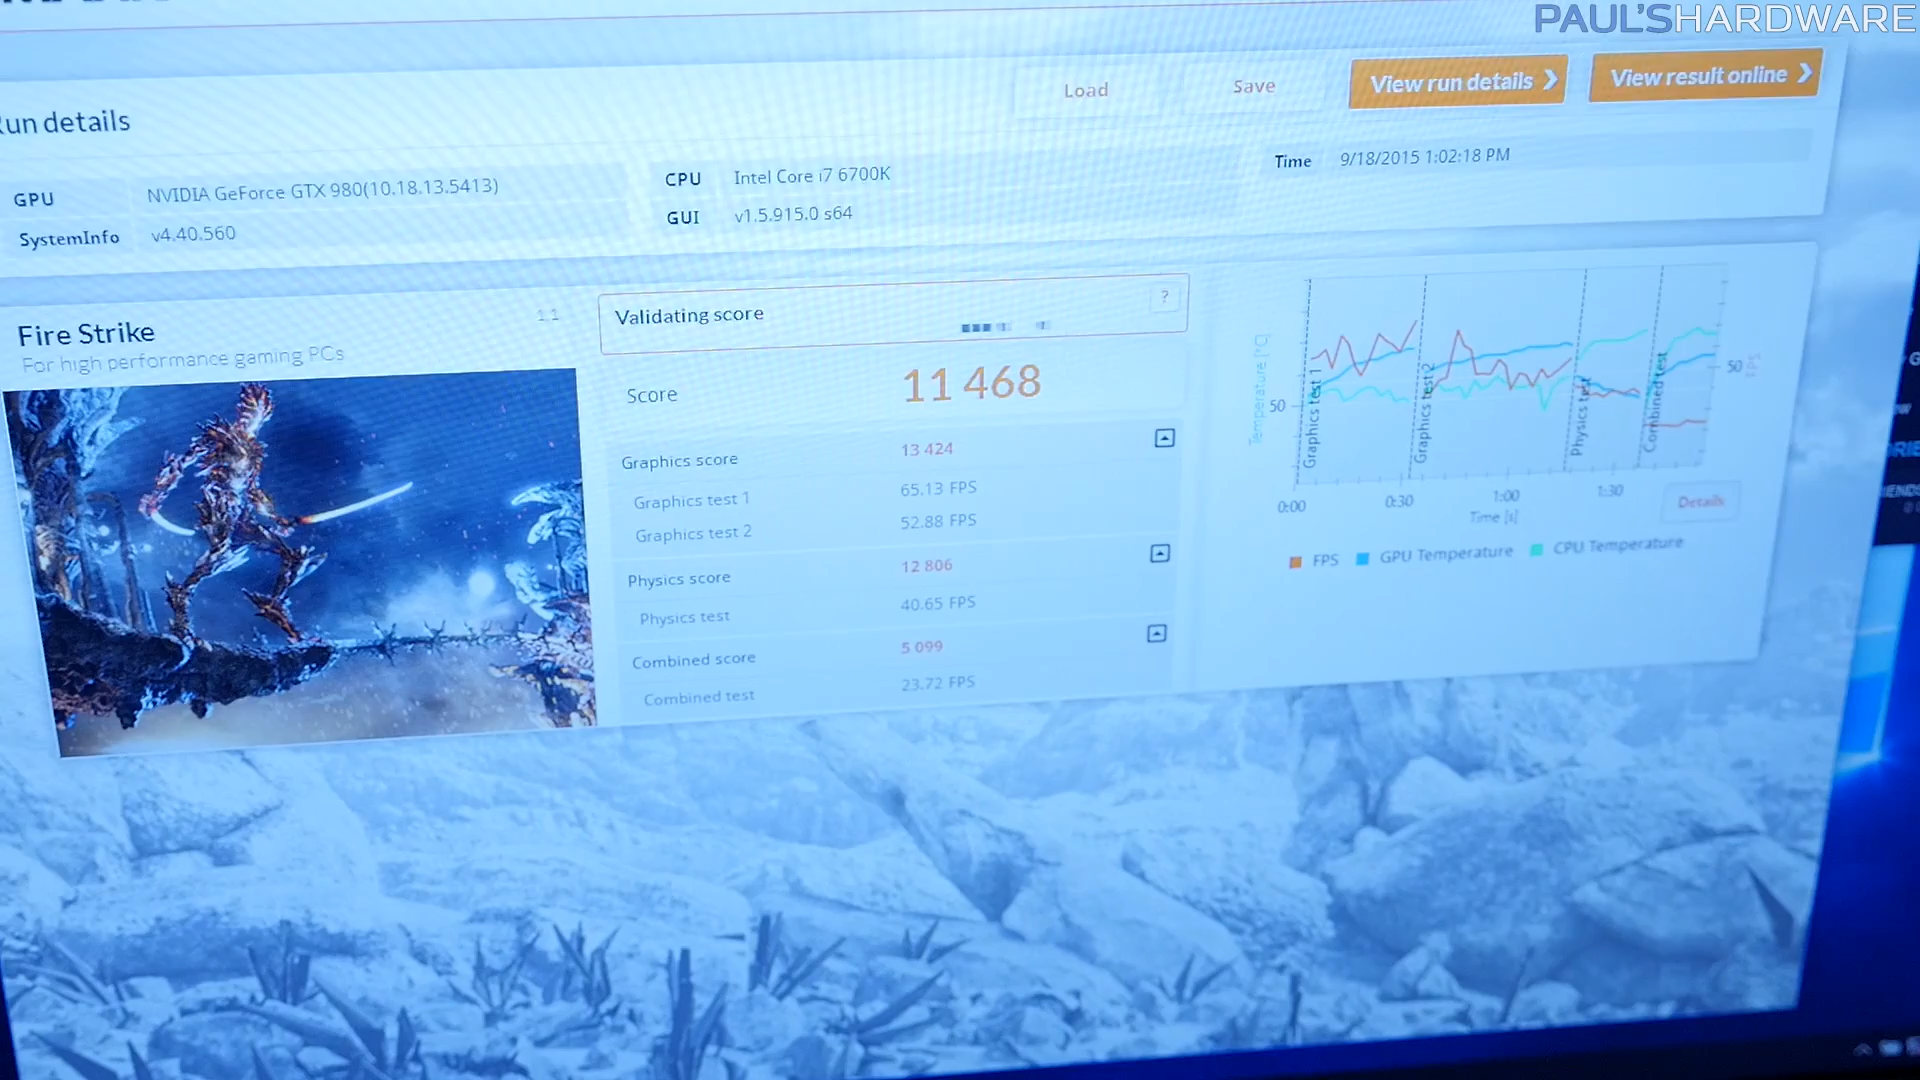 PAUL'SHARDWARE
Load
Save
View run details
View result online
un details
GPU
NVIDIA GeForce GTX 980(10.18.13.5413)
CPU
Intel Core i7 6700K
Time
9/18/2015 1:02:18 PM
SystemInfo
v4.40.560
GUI
v1.5.915.0 s64
Fire Strike
1.1
For high performance gaming PCs
Validating score
?
Score
11 468
Graphics score
13 424
Graphics test 1
65.13 FPS
Graphics test 2
52.88 FPS
Physics score
12 806
Physics test
40.65 FPS
Combined score
5 099
Combined test
23.72 FPS
Temperature [°C]
50
Graphics test 1
Graphics test 2
Physics test
Combined test
50
FPS
0:00
0:30
1:00
1:30
Time [s]
Details
FPS
GPU Temperature
CPU Temperature